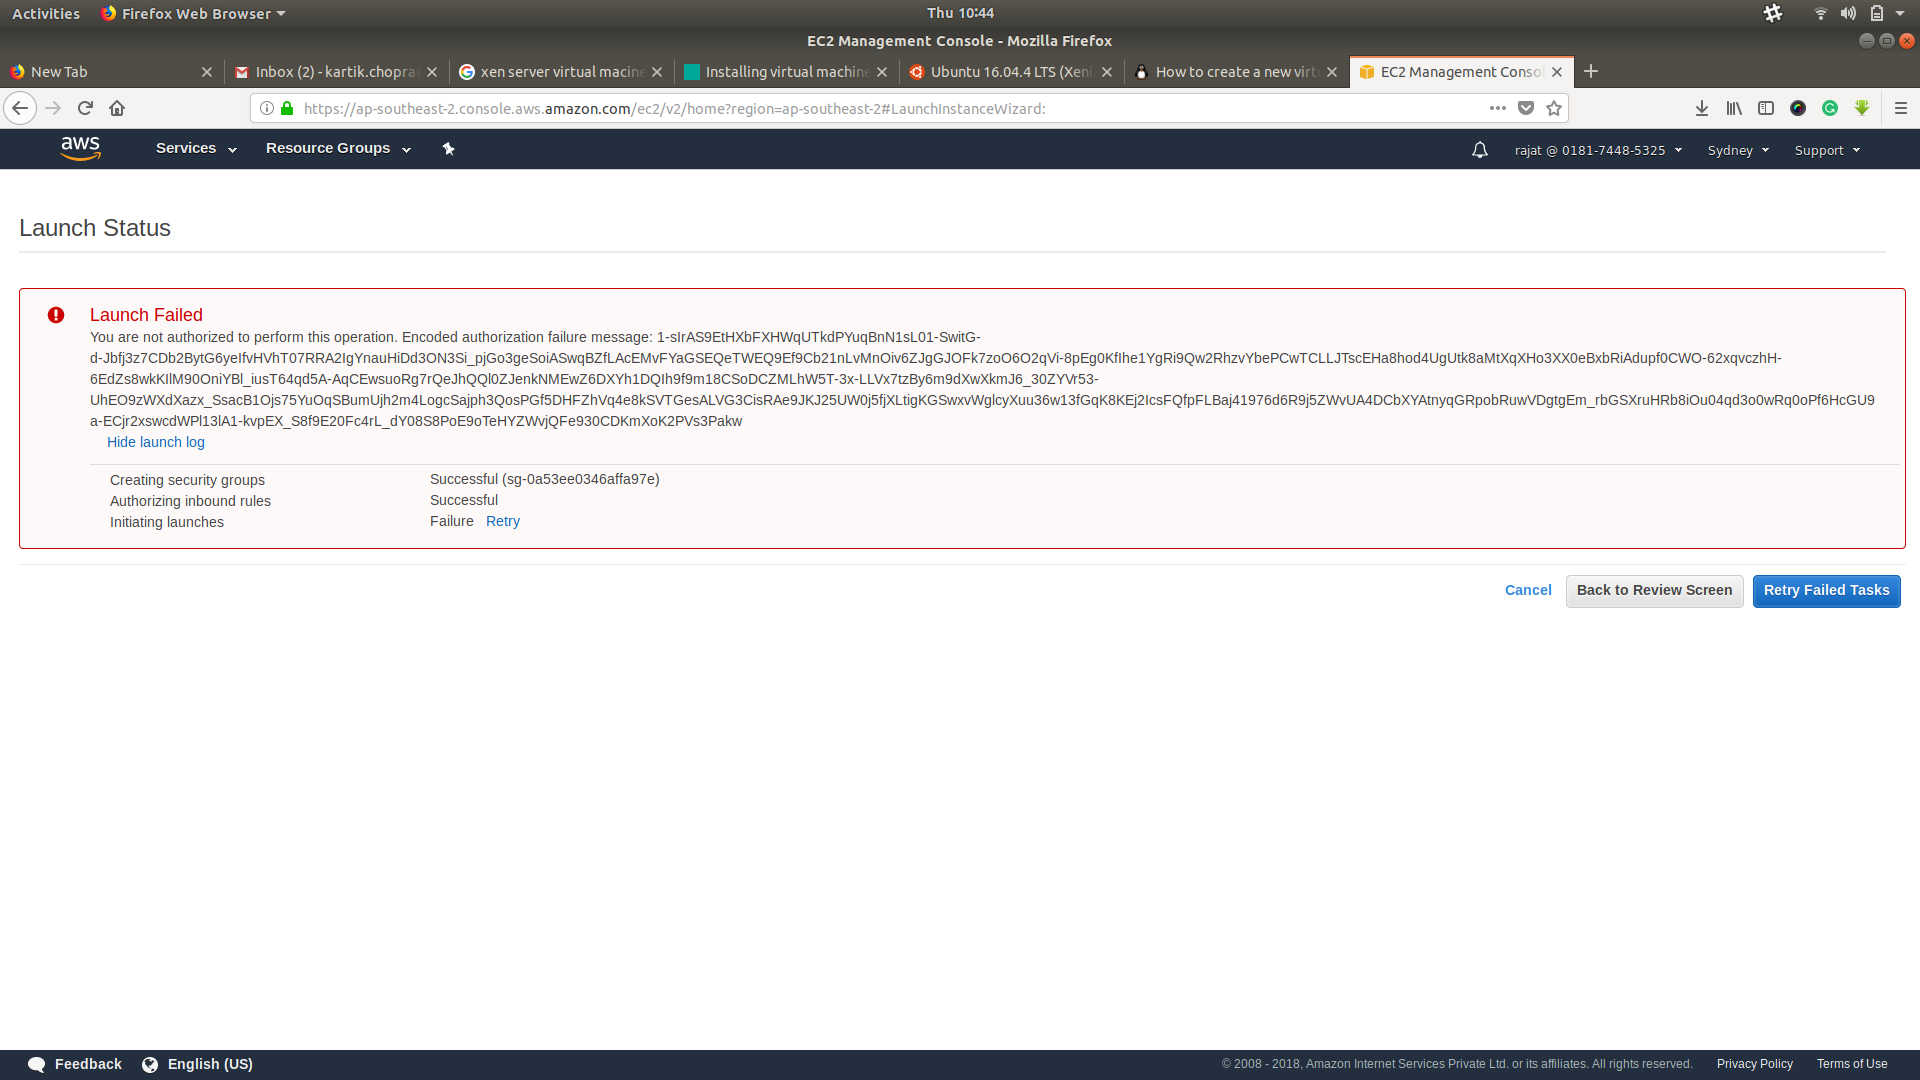 Activities Firefox Web Browser Thu 10:44
EC2 Management Console - Mozilla Firefox
New Tab Inbox (2) - kartik.chopra xen server virtual macine Installing virtual machine Ubuntu 16.04.4 LTS (Xeni How to create a new virtu EC2 Management Consol
https://ap-southeast-2.console.aws.amazon.com/ec2/v2/home?region=ap-southeast-2#LaunchInstanceWizard:
aws Services Resource Groups rajat @ 0181-7448-5325 Sydney Support
Launch Status
Launch Failed
You are not authorized to perform this operation. Encoded authorization failure message: 1-sIrAS9EtHXbFXHWqUTkdPYuqBnN1sL01-SwitG-
d-Jbfj3z7CDb2BytG6yeIfvHVhT07RRA2IgYnauHiDd3ON3Si_pjGo3geSoiASwqBZfLAcEMvFYaGSEQeTWEQ9Ef9Cb21nLvMnOiv6ZJgGJOFk7zoO6O2qVi-8pEg0KfIhe1YgRi9Qw2RhzvYbePCwTCLLJTscEHa8hod4UgUtk8aMtXqXHo3XX0eBxbRiAdupf0CWO-62xqvczhH-
6EdZs8wkKIlM90OniYBl_iusT64qd5A-AqCEwsuoRg7rQeJhQQl0ZJenkNMEwZ6DXYh1DQIh9f9m18CSoDCZMLhW5T-3x-LLVx7tzBy6m9dXwXkmJ6_30ZYVr53-
UhEO9zWXdXazx_SsacB1Ojs75YuOqSBumUjh2m4LogcSajph3QosPGf5DHFZhVq4e8kSVTGesALVG3CisRAe9JKJ25UW0j5fjXLtigKGSwxvWglcyXuu36w13fGqK8KEj2IcsFQfpFLBaj41976d6R9j5ZWvUA4DCbXYAtnyqGRpobRuwVDgtgEm_rbGSXruHRb8iOu04qd3o0wRq0oPf6HcGU9
a-ECjr2xswcdWPl13lA1-kvpEX_S8f9E20Fc4rL_dY08S8PoE9oTeHYZWvjQFe930CDKmXoK2PVs3Pakw
Hide launch log
Creating security groups Successful (sg-0a53ee0346affa97e)
Authorizing inbound rules Successful
Initiating launches Failure Retry
Cancel Back to Review Screen Retry Failed Tasks
Feedback English (US) © 2008 - 2018, Amazon Internet Services Private Ltd. or its affiliates. All rights reserved. Privacy Policy Terms of Use